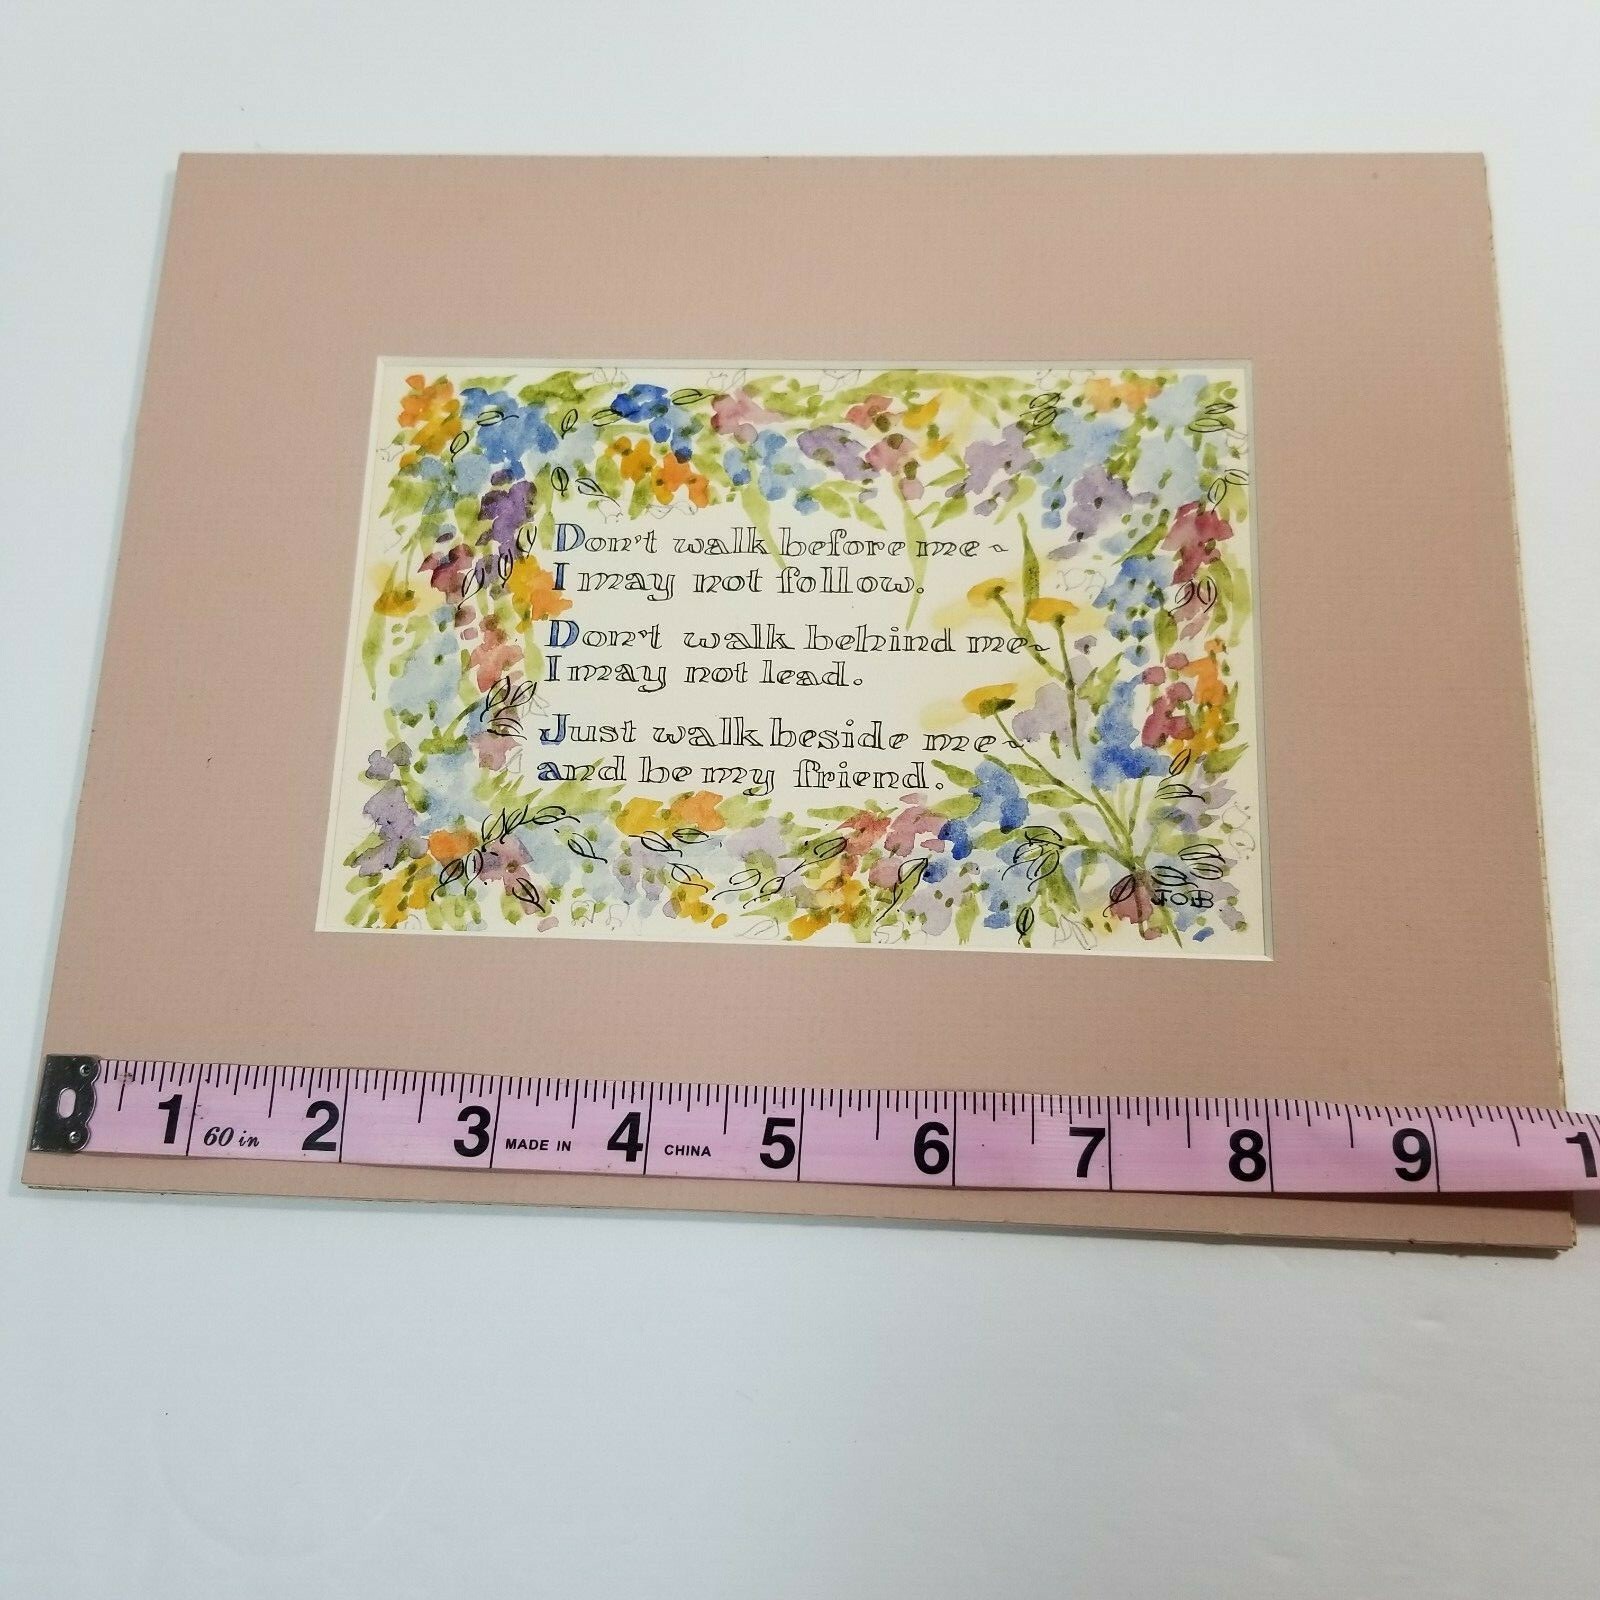 Don't walk before me ~
I may not follow.
Don't walk behind me ~
I may not lead.
Just walk beside me ~
and be my friend.
JOB
1 60 in 2 3 MADE IN 4 CHINA 5 6 7 8 9 1